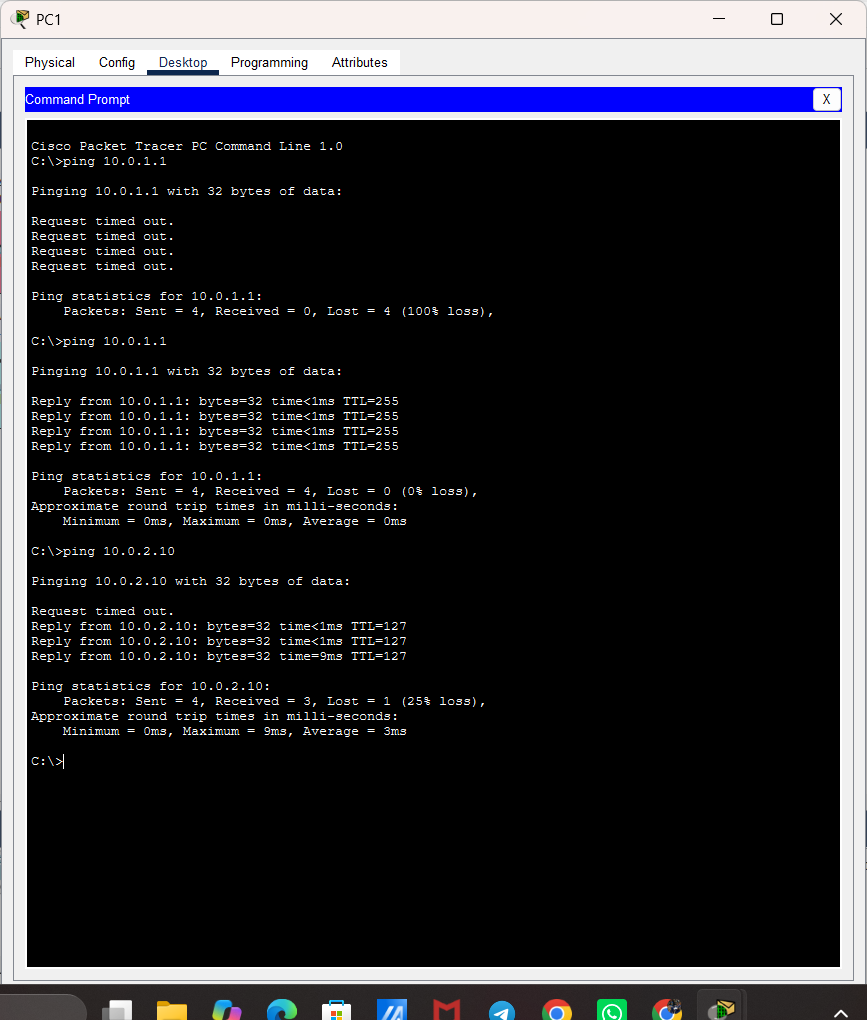 PC1
Physical Config Desktop Programming Attributes
Command Prompt X
Cisco Packet Tracer PC Command Line 1.0
C:\>ping 10.0.1.1
Pinging 10.0.1.1 with 32 bytes of data:
Request timed out.
Request timed out.
Request timed out.
Request timed out.
Ping statistics for 10.0.1.1:
Packets: Sent = 4, Received = 0, Lost = 4 (100% loss),
C:\>ping 10.0.1.1
Pinging 10.0.1.1 with 32 bytes of data:
Reply from 10.0.1.1: bytes=32 time<1ms TTL=255
Reply from 10.0.1.1: bytes=32 time<1ms TTL=255
Reply from 10.0.1.1: bytes=32 time<1ms TTL=255
Reply from 10.0.1.1: bytes=32 time<1ms TTL=255
Ping statistics for 10.0.1.1:
Packets: Sent = 4, Received = 4, Lost = 0 (0% loss),
Approximate round trip times in milli-seconds:
Minimum = 0ms, Maximum = 0ms, Average = 0ms
C:\>ping 10.0.2.10
Pinging 10.0.2.10 with 32 bytes of data:
Request timed out.
Reply from 10.0.2.10: bytes=32 time<1ms TTL=127
Reply from 10.0.2.10: bytes=32 time<1ms TTL=127
Reply from 10.0.2.10: bytes=32 time=9ms TTL=127
Ping statistics for 10.0.2.10:
Packets: Sent = 4, Received = 3, Lost = 1 (25% loss),
Approximate round trip times in milli-seconds:
Minimum = 0ms, Maximum = 9ms, Average = 3ms
C:\>